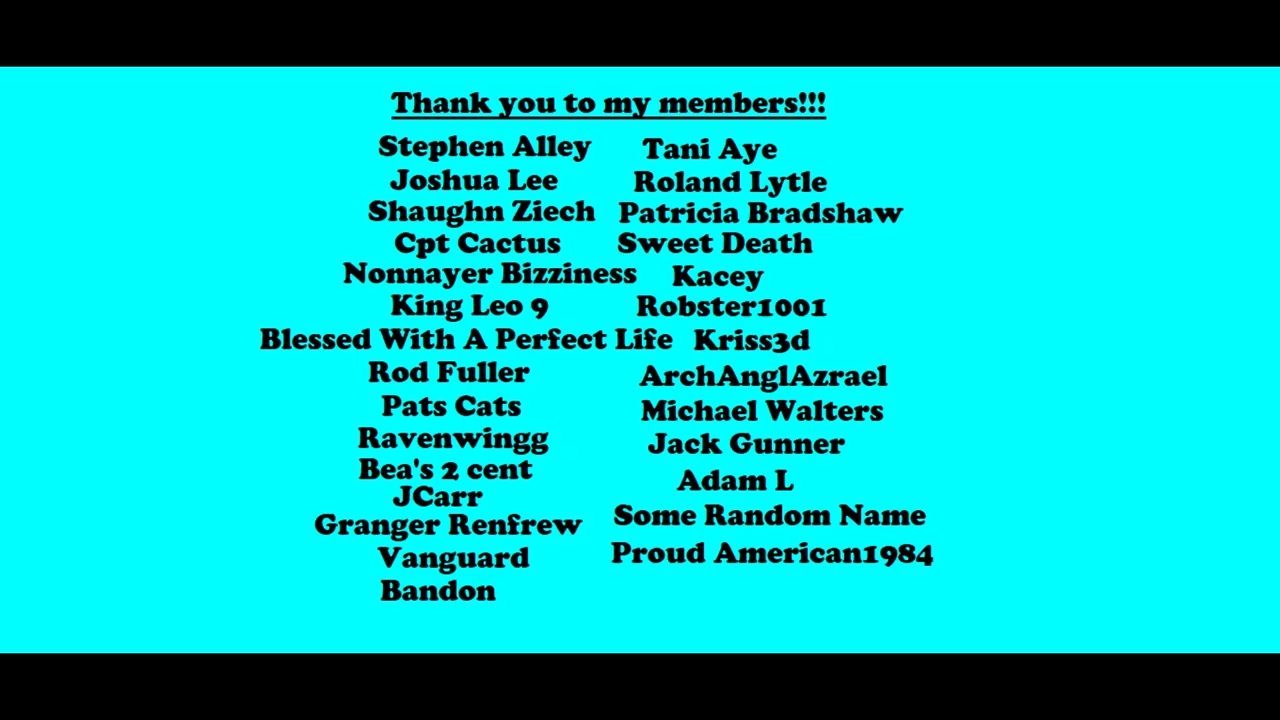 Thank you to my members!!!
Stephen Alley
Joshua Lee
Shaughn Ziech
Cpt Cactus
Nonnayer Bizziness
King Leo 9
Blessed With A Perfect Life
Rod Fuller
Pats Cats
Ravenwingg
Bea's 2 cent
JCarr
Granger Renfrew
Vanguard
Bandon
Tani Aye
Roland Lytle
Patricia Bradshaw
Sweet Death
Kacey
Robster1001
Kriss3d
ArchAnglAzrael
Michael Walters
Jack Gunner
Adam L
Some Random Name
Proud American1984